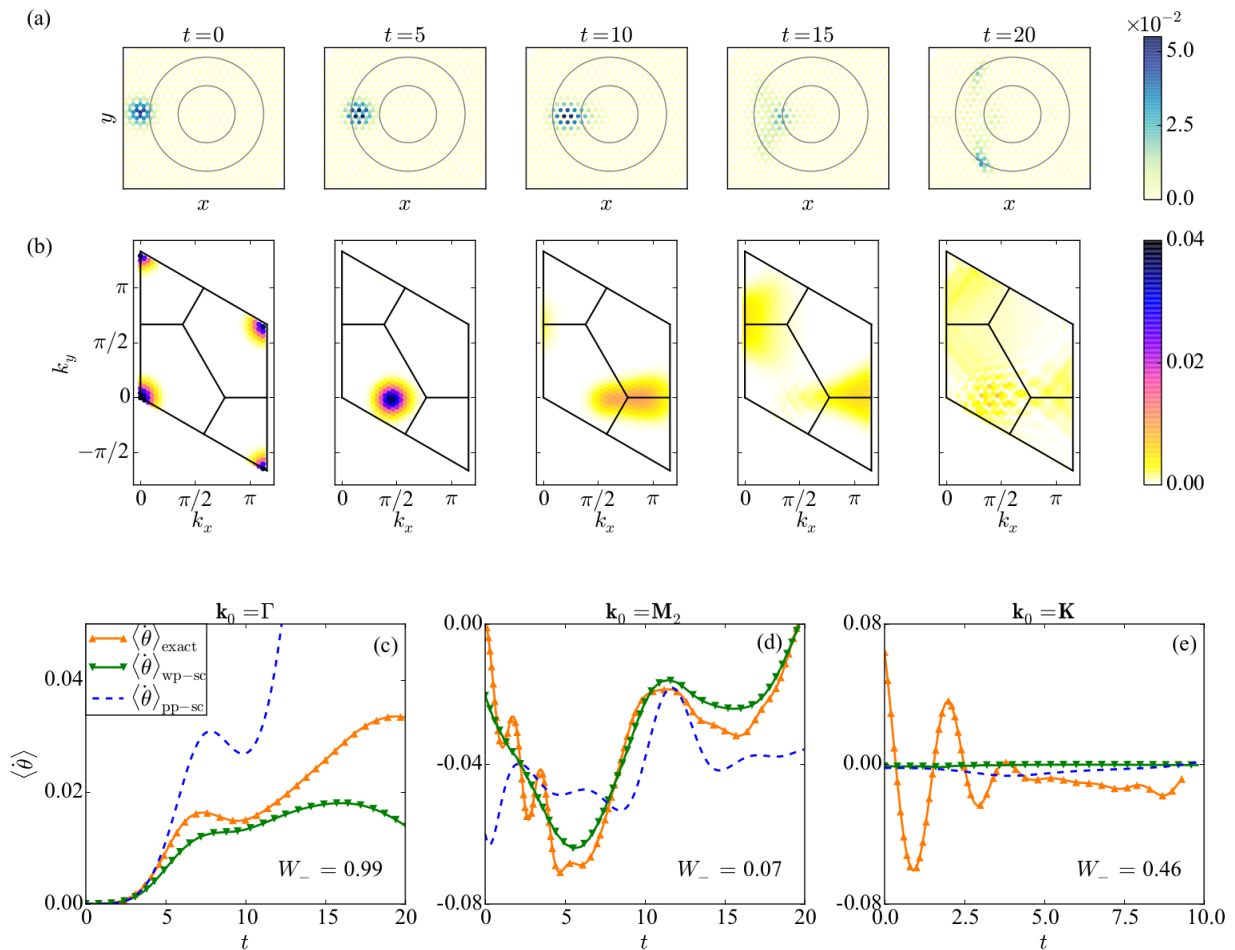 (a)
t=0 t=5 t=10 t=15 t=20
×10⁻²
5.0
2.5
0.0
y
x x x x x
(b)
0.04
0.02
0.00
π
π/2
0
−π/2
k_y
0 π/2 π 0 π/2 π 0 π/2 π 0 π/2 π 0 π/2 π
k_x k_x k_x k_x k_x
k₀ = Γ
(c)
⟨θ̇⟩exact
⟨θ̇⟩wp−sc
⟨θ̇⟩pp−sc
0.04
0.02
0.00
⟨θ̇⟩
W₋ = 0.99
0 5 10 15 20
t
k₀ = M₂
(d)
0.00
-0.04
-0.08
W₋ = 0.07
0 5 10 15 20
t
k₀ = K
(e)
0.08
0.00
-0.08
W₋ = 0.46
0.0 2.5 5.0 7.5 10.0
t